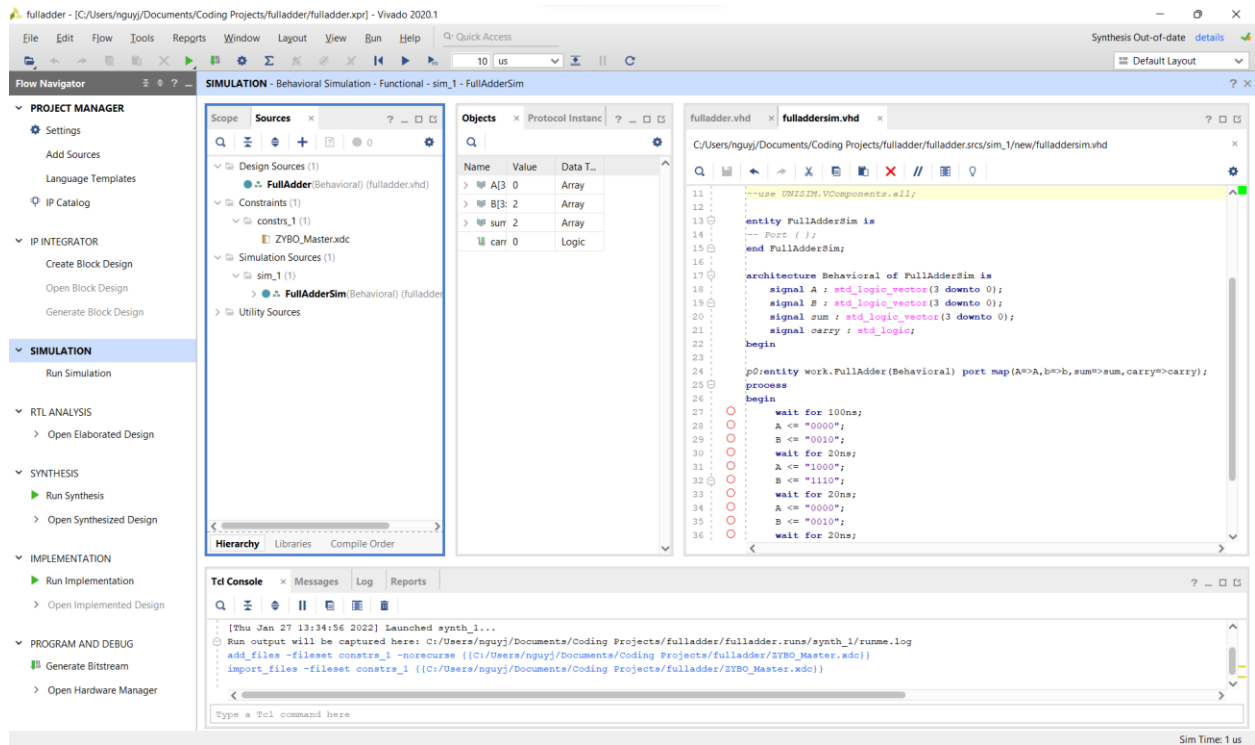 fulladder - [C:/Users/nguyj/Documents/Coding Projects/fulladder/fulladder.xpr] - Vivado 2020.1
File Edit Flow Tools Reports Window Layout View Run Help Quick Access
Synthesis Out-of-date details
10 us
Default Layout
Flow Navigator
SIMULATION - Behavioral Simulation - Functional - sim_1 - FullAdderSim
PROJECT MANAGER
Settings
Add Sources
Language Templates
IP Catalog
IP INTEGRATOR
Create Block Design
Open Block Design
Generate Block Design
SIMULATION
Run Simulation
RTL ANALYSIS
Open Elaborated Design
SYNTHESIS
Run Synthesis
Open Synthesized Design
IMPLEMENTATION
Run Implementation
Open Implemented Design
PROGRAM AND DEBUG
Generate Bitstream
Open Hardware Manager
Scope Sources
0
Design Sources (1)
FullAdder(Behavioral) (fulladder.vhd)
Constraints (1)
constrs_1 (1)
ZYBO_Master.xdc
Simulation Sources (1)
sim_1 (1)
FullAdderSim(Behavioral) (fulladder
Utility Sources
Hierarchy Libraries Compile Order
Objects Protocol Instanc
Name Value Data T...
A[3 0 Array
B[3: 2 Array
sum 2 Array
carr 0 Logic
fulladder.vhd fulladdersim.vhd
C:/Users/nguyj/Documents/Coding Projects/fulladder/fulladder.srcs/sim_1/new/fulladdersim.vhd
11 --use UNISIM.VComponents.all;
12
13 entity FullAdderSim is
14 -- Port ( );
15 end FullAdderSim;
16
17 architecture Behavioral of FullAdderSim is
18 signal A : std_logic_vector(3 downto 0);
19 signal B : std_logic_vector(3 downto 0);
20 signal sum : std_logic_vector(3 downto 0);
21 signal carry : std_logic;
22 begin
23
24 p0:entity work.FullAdder(Behavioral) port map(A=>A,b=>b,sum=>sum,carry=>carry);
25 process
26 begin
27 wait for 100ns;
28 A <= "0000";
29 B <= "0010";
30 wait for 20ns;
31 A <= "1000";
32 B <= "1110";
33 wait for 20ns;
34 A <= "0000";
35 B <= "0010";
36 wait for 20ns;
Tcl Console Messages Log Reports
[Thu Jan 27 13:34:56 2022] Launched synth_1...
Run output will be captured here: C:/Users/nguyj/Documents/Coding Projects/fulladder/fulladder.runs/synth_1/runme.log
add_files -fileset constrs_1 -norecurse {{C:/Users/nguyj/Documents/Coding Projects/fulladder/ZYBO_Master.xdc}}
import_files -fileset constrs_1 {{C:/Users/nguyj/Documents/Coding Projects/fulladder/ZYBO_Master.xdc}}
Type a Tcl command here
Sim Time: 1 us